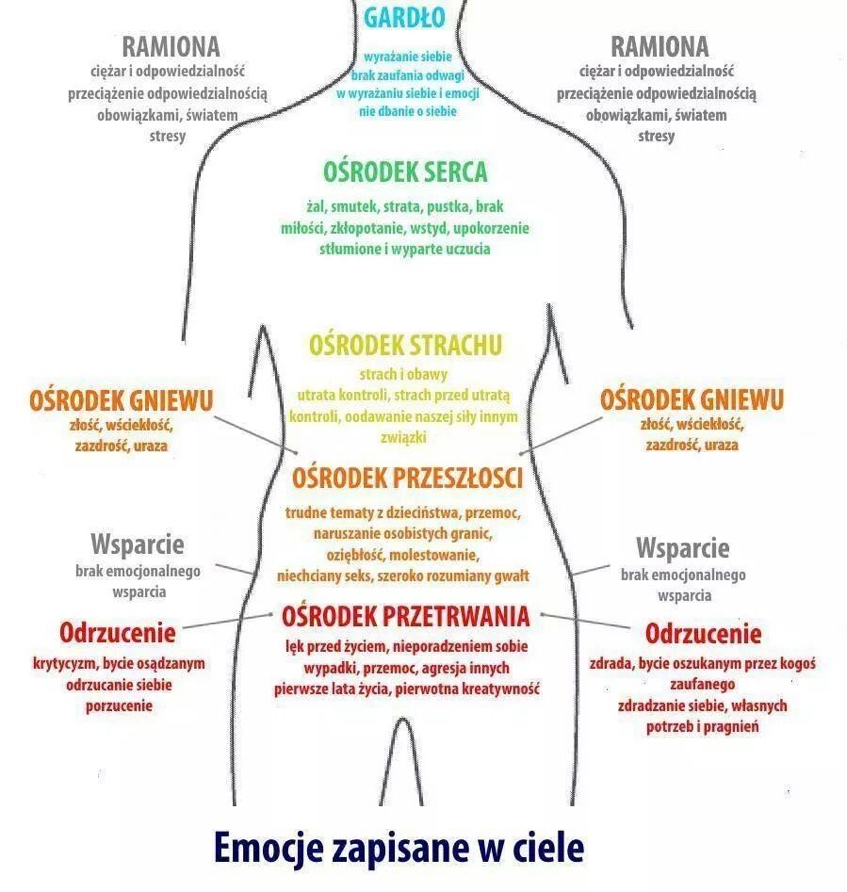 GARDŁO
wyrażanie siebie
brak zaufania odwagi
w wyrażaniu siebie i emocji
nie dbanie o siebie
RAMIONA
ciężar i odpowiedzialność
przeciążenie odpowiedzialnością
obowiązkami, światem
stresy
RAMIONA
ciężar i odpowiedzialność
przeciążenie odpowiedzialnością
obowiązkami, światem
stresy
OŚRODEK SERCA
żal, smutek, strata, pustka, brak
miłości, zkłopotanie, wstyd, upokorzenie
stłumione i wyparte uczucia
OŚRODEK STRACHU
strach i obawy
utrata kontroli, strach przed utratą
kontroli, oodawanie naszej siły innym
związki
OŚRODEK GNIEWU
złość, wściekłość,
zazdrość, uraza
OŚRODEK GNIEWU
złość, wściekłość,
zazdrość, uraza
OŚRODEK PRZESZŁOSCI
trudne tematy z dzieciństwa, przemoc,
naruszanie osobistych granic,
oziębłość, molestowanie,
niechciany seks, szeroko rozumiany gwałt
Wsparcie
brak emocjonalnego
wsparcia
Wsparcie
brak emocjonalnego
wsparcia
OŚRODEK PRZETRWANIA
lęk przed życiem, nieporadzeniem sobie
wypadki, przemoc, agresja innych
pierwsze lata życia, pierwotna kreatywność
Odrzucenie
krytycyzm, bycie osądzanym
odrzucanie siebie
porzucenie
Odrzucenie
zdrada, bycie oszukanym przez kogoś
zaufanego
zdradzanie siebie, własnych
potrzeb i pragnień
Emocje zapisane w ciele